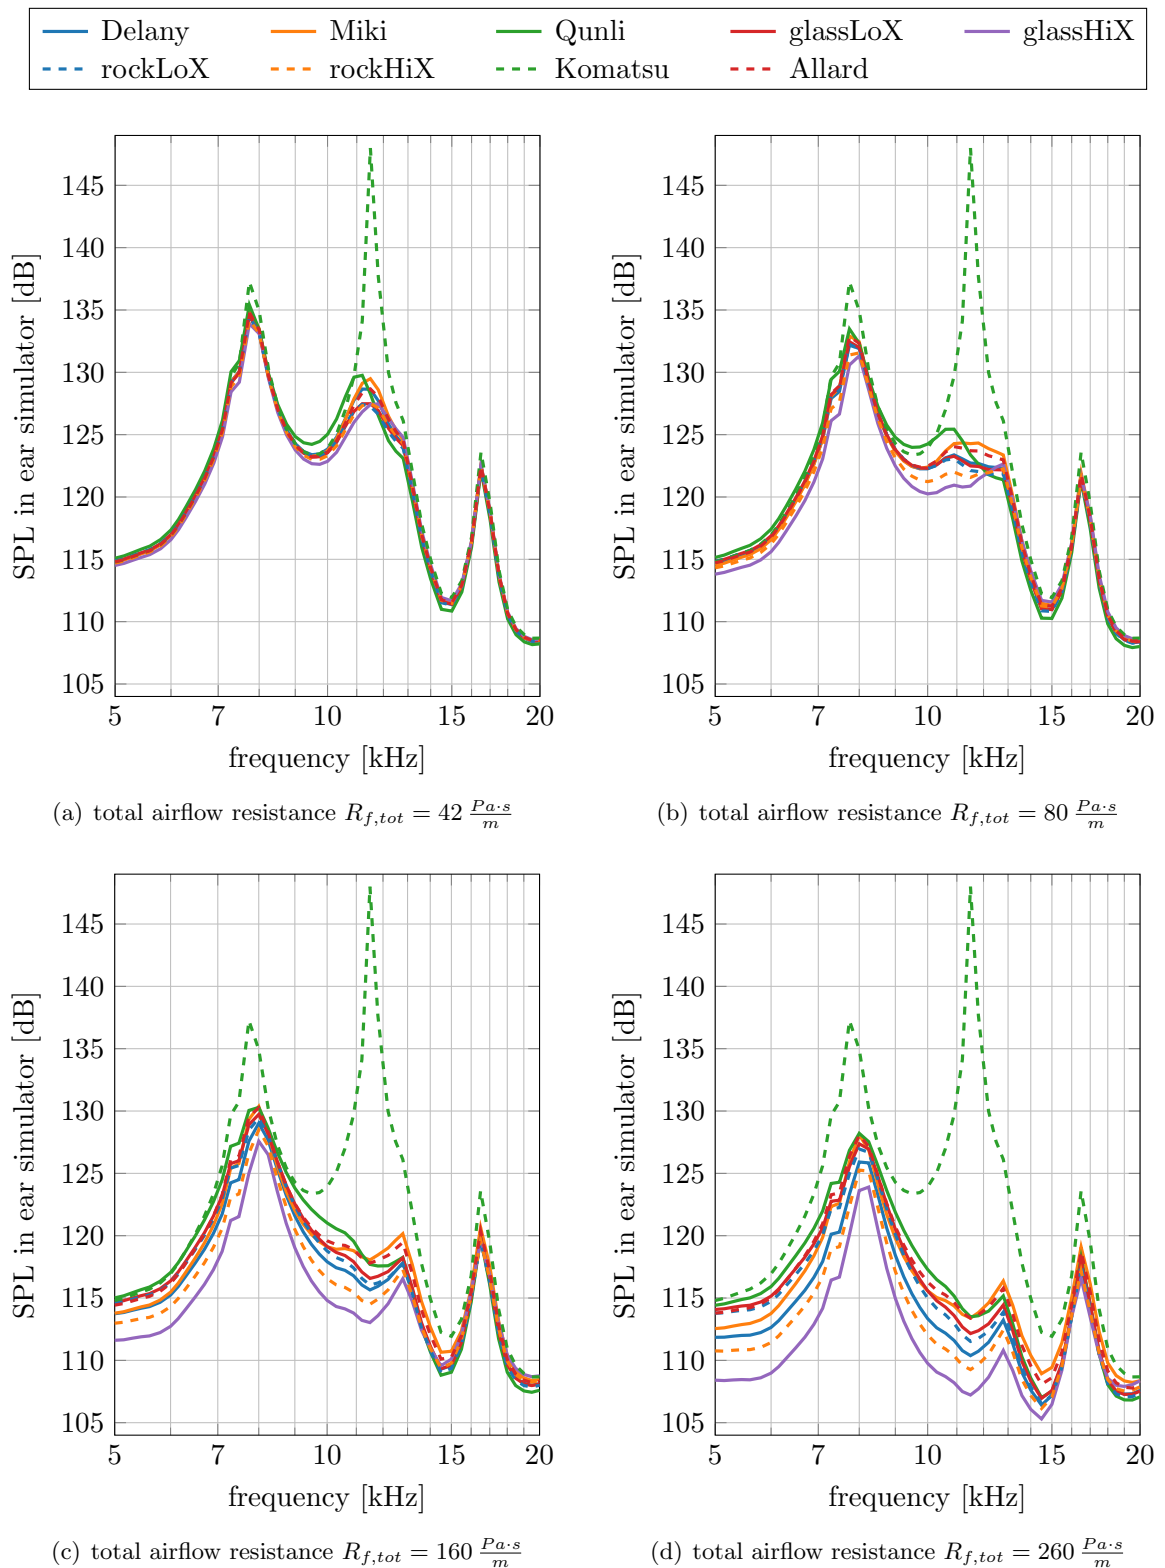 Delany Miki Qunli glassLoX glassHiX
rockLoX rockHiX Komatsu Allard
145
140
135
130
125
120
115
110
105
SPL in ear simulator [dB]
5 7 10 15 20
frequency [kHz]
(a) total airflow resistance R_{f,tot} = 42 \frac{Pa·s}{m}
145
140
135
130
125
120
115
110
105
SPL in ear simulator [dB]
5 7 10 15 20
frequency [kHz]
(b) total airflow resistance R_{f,tot} = 80 \frac{Pa·s}{m}
145
140
135
130
125
120
115
110
105
SPL in ear simulator [dB]
5 7 10 15 20
frequency [kHz]
(c) total airflow resistance R_{f,tot} = 160 \frac{Pa·s}{m}
145
140
135
130
125
120
115
110
105
SPL in ear simulator [dB]
5 7 10 15 20
frequency [kHz]
(d) total airflow resistance R_{f,tot} = 260 \frac{Pa·s}{m}